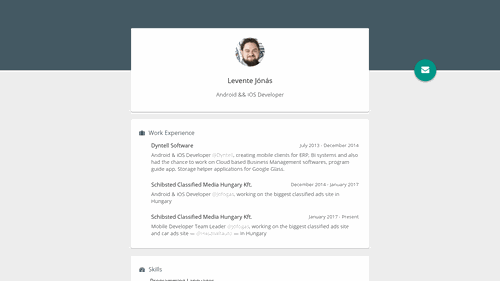 Levente Jónás
Android && iOS Developer
Work Experience
Dyntell Software
July 2013 - December 2014
Android & iOS Developer @Dyntell, creating mobile clients for ERP, BI systems and also
had the chance to work on Cloud based Business Management softwares, program
guide app, Storage helper applications for Google Glass.
Schibsted Classified Media Hungary Kft.
December 2014 - January 2017
Android & iOS Developer @jofogas, working on the biggest classified ads site in
Hungary
Schibsted Classified Media Hungary Kft.
January 2017 - Present
Mobile Developer Team Leader @jofogas, working on the biggest classified ads site
and car ads site — — in Hungary
Skills
Programming Languages